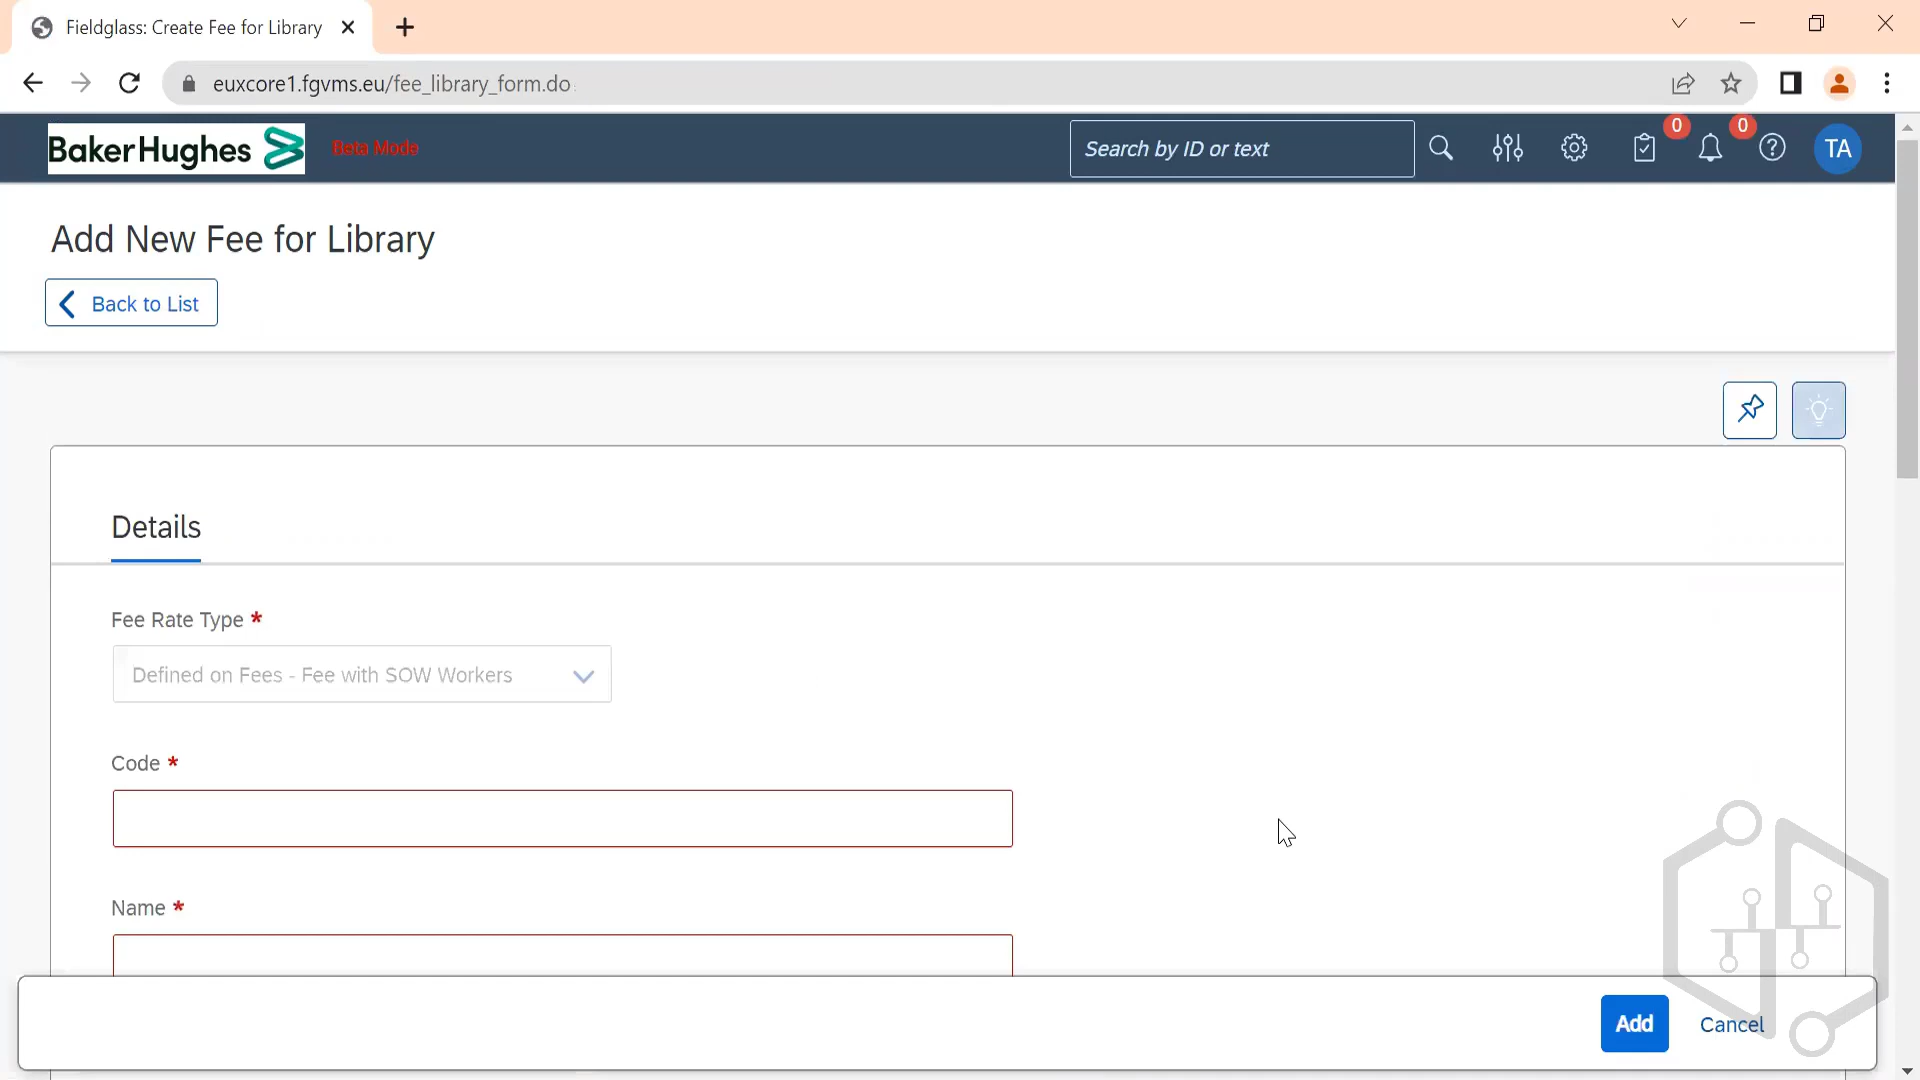 Fieldglass: Create Fee for Library
euxcore1.fgvms.eu/fee_library_form.do
Baker Hughes
Beta Mode
Search by ID or text
0
0
TA
Add New Fee for Library
Back to List
Details
Fee Rate Type *
Defined on Fees - Fee with SOW Workers
Code *
Name *
Add
Cancel